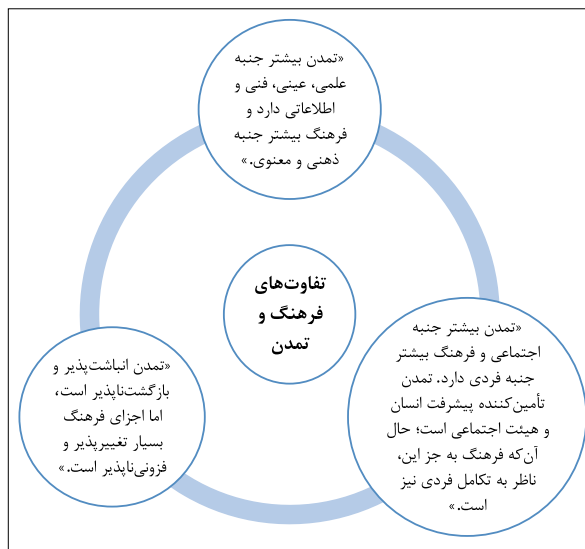 «تمدن بیشتر جنبه
علمی، عینی، فنی و
اطلاعاتی دارد و
فرهنگ بیشتر جنبه
ذهنی و معنوی.»
تفاوت‌های
فرهنگ و
تمدن
«تمدن بیشتر جنبه
اجتماعی و فرهنگ بیشتر
جنبه فردی دارد. تمدن
تأمین‌کننده پیشرفت انسان
و هیئت اجتماعی است؛ حال
آن‌که فرهنگ به جز این،
ناظر به تکامل فردی نیز
است.»
«تمدن انباشت‌پذیر و
بازگشت‌ناپذیر است،
اما اجزای فرهنگ
بسیار تغییرپذیر و
فزونی‌ناپذیر است.»